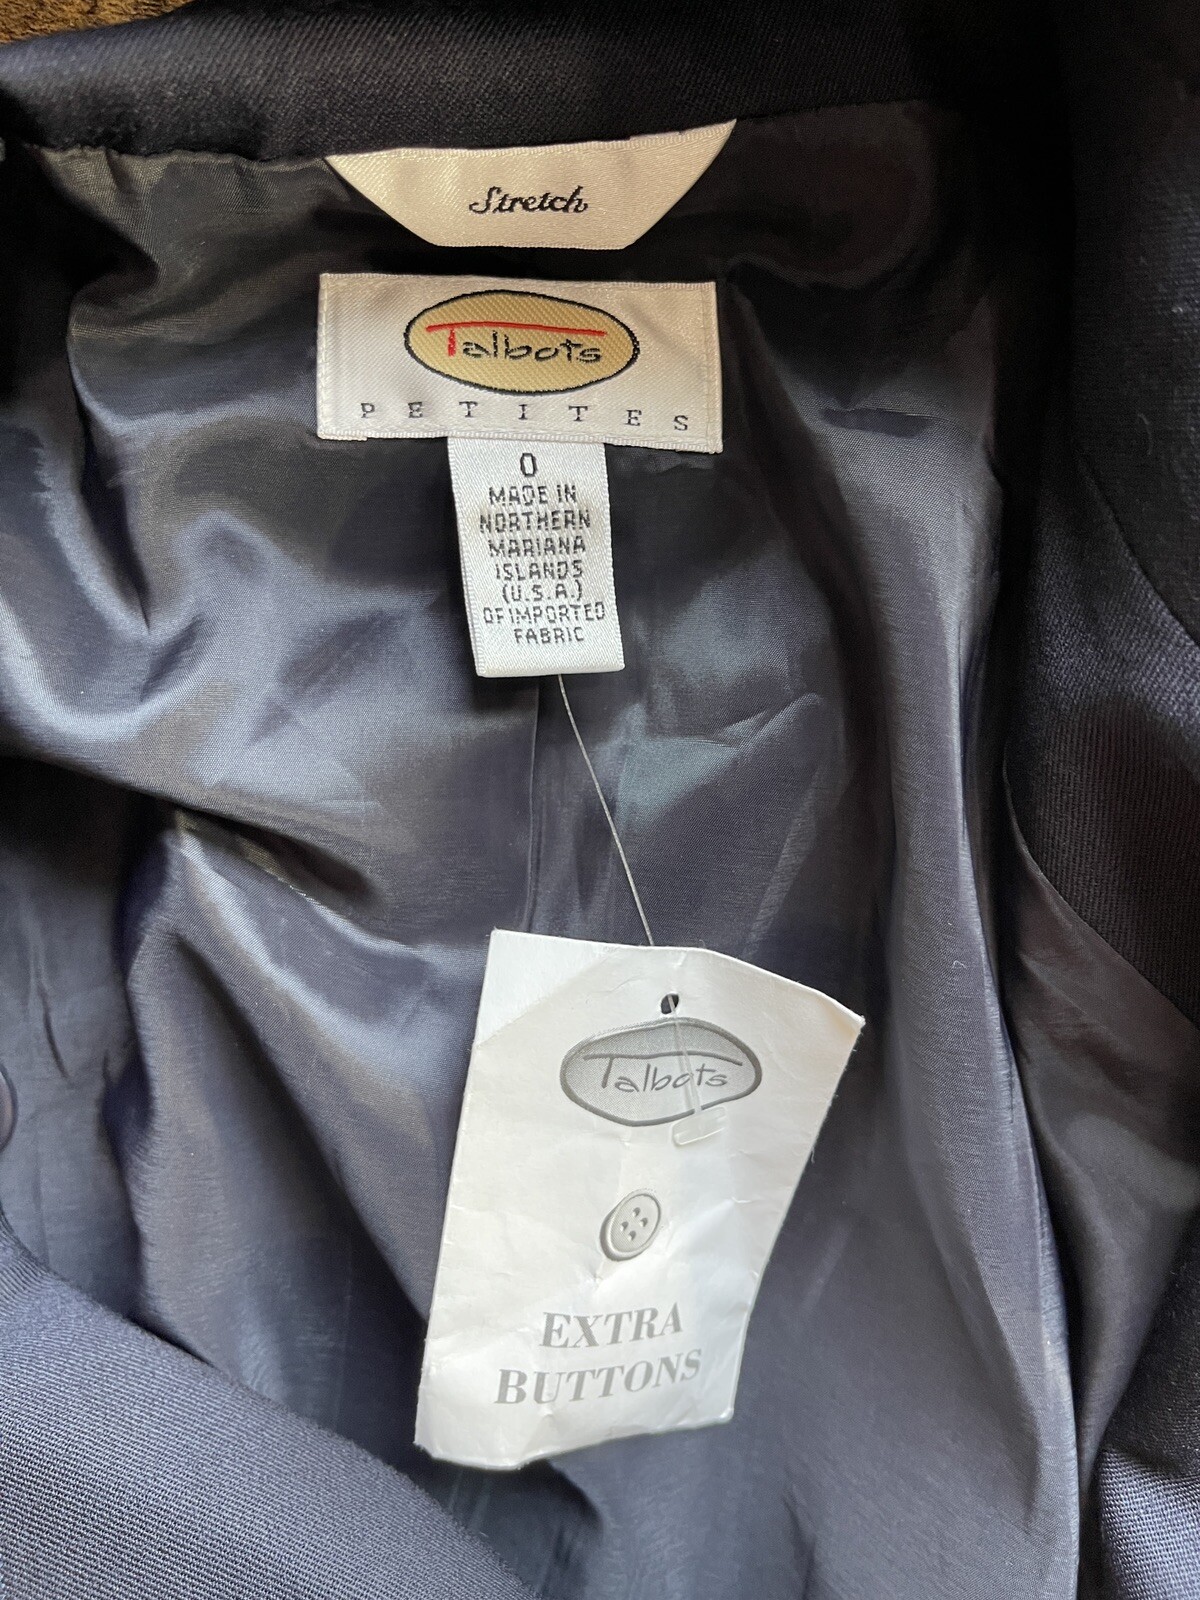 Stretch
Talbots
PETITES
0
MADE IN
NORTHERN
MARIANA
ISLANDS
(U.S.A.)
OF IMPORTED
FABRIC
Talbots
EXTRA
BUTTONS